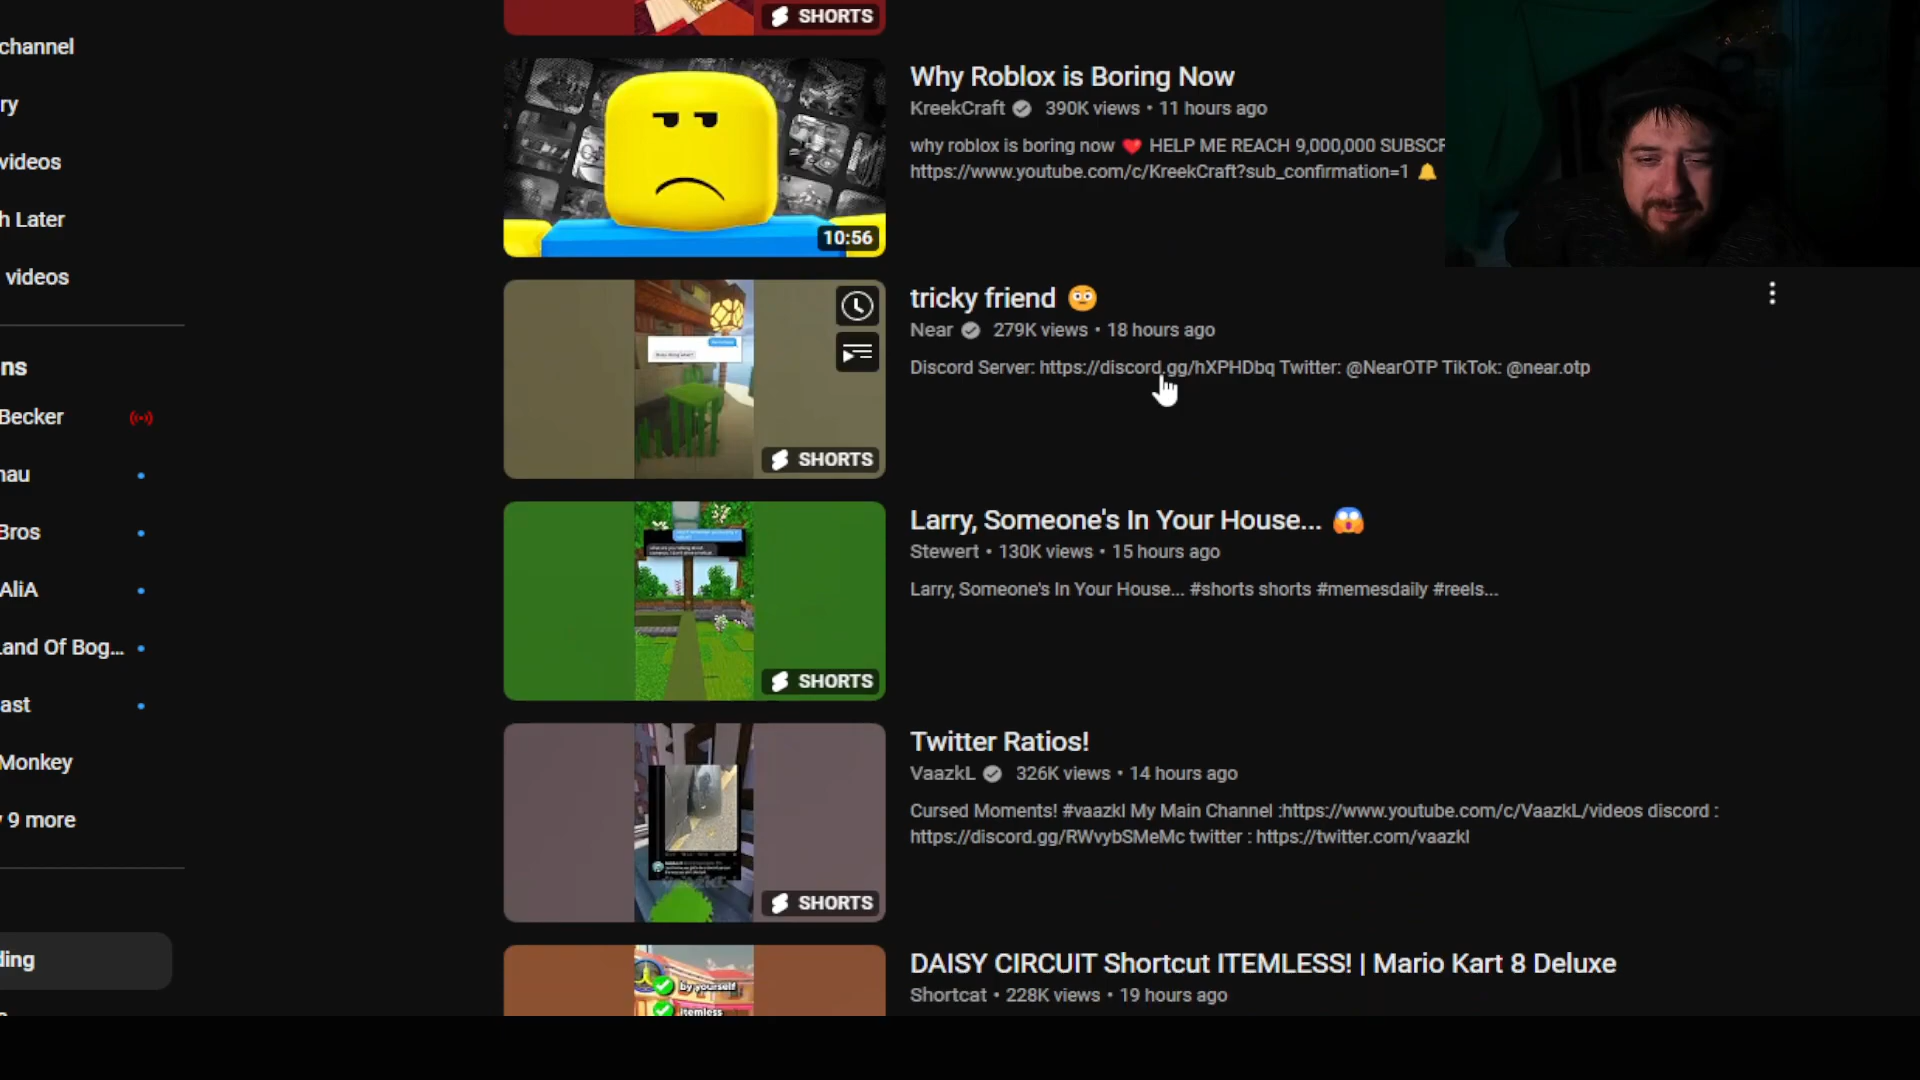 channel
ry
videos
h Later
videos
ns
Becker
nau
Bros
AliA
Land Of Bog...
ast
Monkey
9 more
ding
SHORTS
Why Roblox is Boring Now
KreekCraft 390K views • 11 hours ago
why roblox is boring now ❤️ HELP ME REACH 9,000,000 SUBSCR
https://www.youtube.com/c/KreekCraft?sub_confirmation=1 🔔
10:56
tricky friend 😳
Near 279K views • 18 hours ago
Discord Server: https://discord.gg/hXPHDbq Twitter: @NearOTP TikTok: @near.otp
SHORTS
Larry, Someone's In Your House... 😱
Stewert • 130K views • 15 hours ago
Larry, Someone's In Your House... #shorts shorts #memesdaily #reels...
SHORTS
Twitter Ratios!
VaazkL 326K views • 14 hours ago
Cursed Moments! #vaazkl My Main Channel :https://www.youtube.com/c/VaazkL/videos discord :
https://discord.gg/RWvybSMeMc twitter : https://twitter.com/vaazkl
SHORTS
DAISY CIRCUIT Shortcut ITEMLESS! | Mario Kart 8 Deluxe
Shortcat • 228K views • 19 hours ago
by yourself
itemless